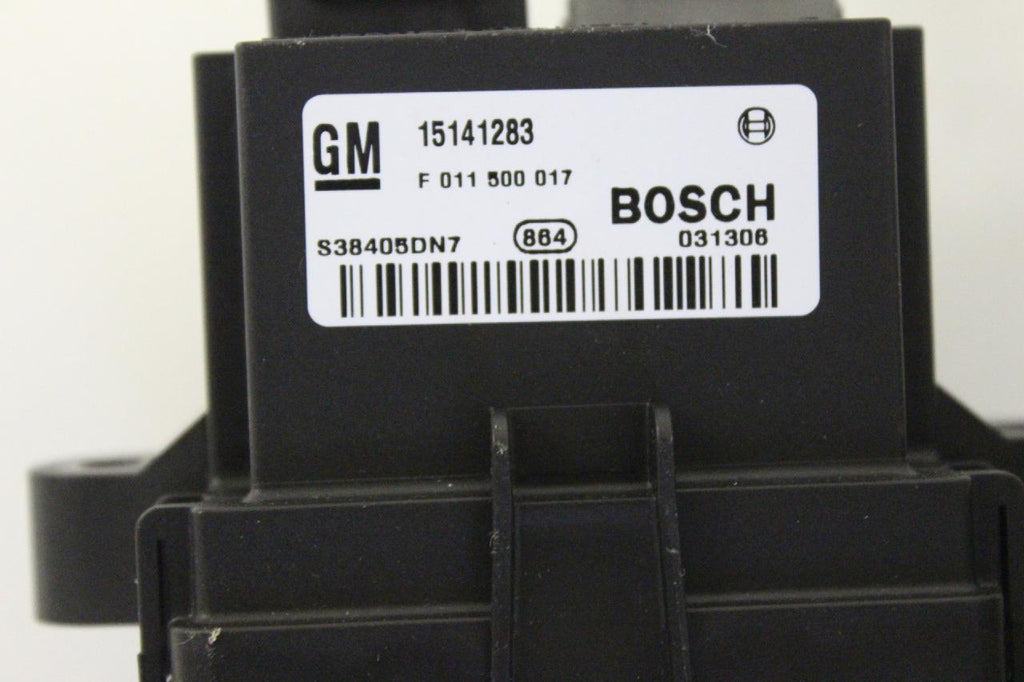 GM 15141283
F 011 500 017
BOSCH
S38405DN7 864 031306